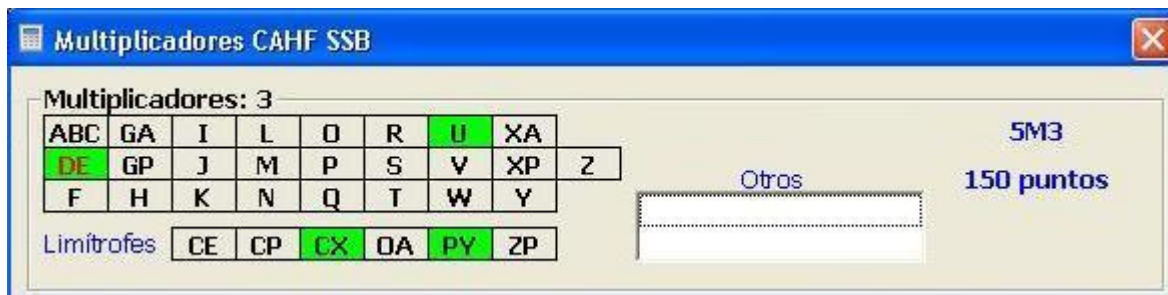 Multiplicadores CAHF SSB
Multiplicadores: 3
ABC GA I L O R U XA
DE GP J M P S V XP Z
F H K N Q T W Y
Limítrofes CE CP CX OA PY ZP
Otros
5M3
150 puntos